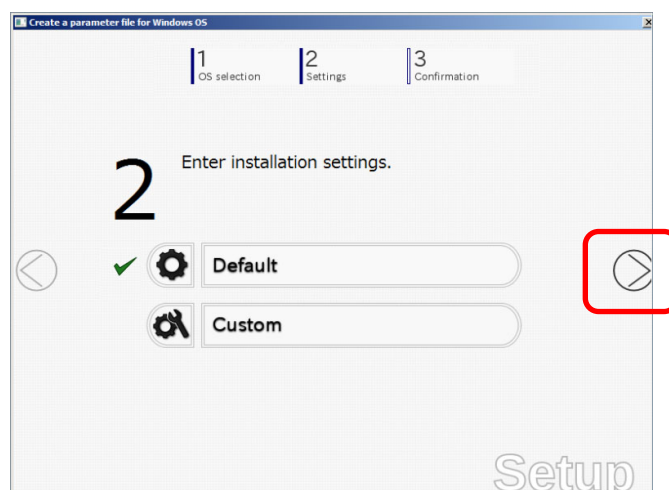 Create a parameter file for Windows OS
1 2 3
OS selection Settings Confirmation
2 Enter installation settings.
Default
Custom
Setup